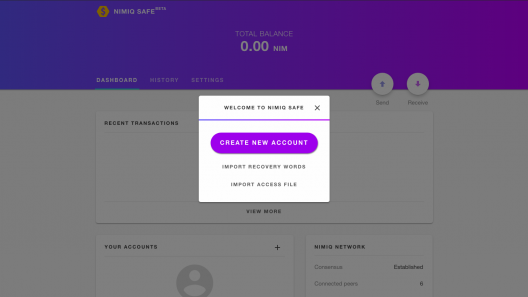 NIMIQ SAFE BETA
TOTAL BALANCE
0.00 NIM
DASHBOARD HISTORY SETTINGS
Send Receive
WELCOME TO NIMIQ SAFE
CREATE NEW ACCOUNT
IMPORT RECOVERY WORDS
IMPORT ACCESS FILE
RECENT TRANSACTIONS
VIEW MORE
YOUR ACCOUNTS
NIMIQ NETWORK
Consensus Established
Connected peers 6